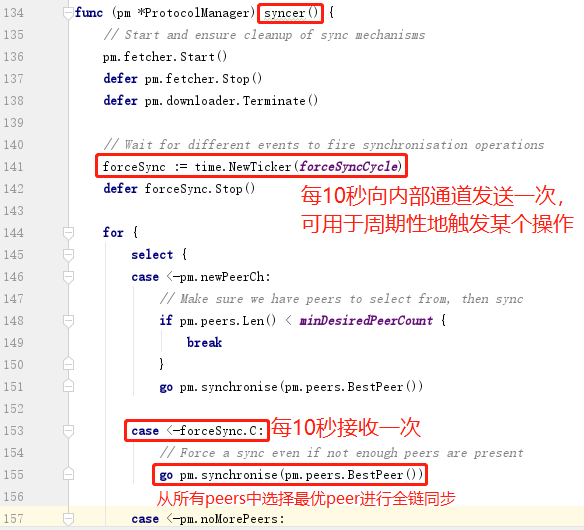 134 func (pm *ProtocolManager) syncer() {
135 // Start and ensure cleanup of sync mechanisms
136 pm.fetcher.Start()
137 defer pm.fetcher.Stop()
138 defer pm.downloader.Terminate()
139
140 // Wait for different events to fire synchronisation operations
141 forceSync := time.NewTicker(forceSyncCycle)
142 defer forceSync.Stop()
每10秒向内部通道发送一次,
143
可用于周期性地触发某个操作
144 for {
145 select {
146 case <-pm.newPeerCh:
147 // Make sure we have peers to select from, then sync
148 if pm.peers.Len() < minDesiredPeerCount {
149 break
150 }
151 go pm.synchronise(pm.peers.BestPeer())
152
153 case <-forceSync.C: 每10秒接收一次
154 // Force a sync even if not enough peers are present
155 go pm.synchronise(pm.peers.BestPeer())
156 从所有peers中选择最优peer进行全链同步
157 case <-pm.noMorePeers: